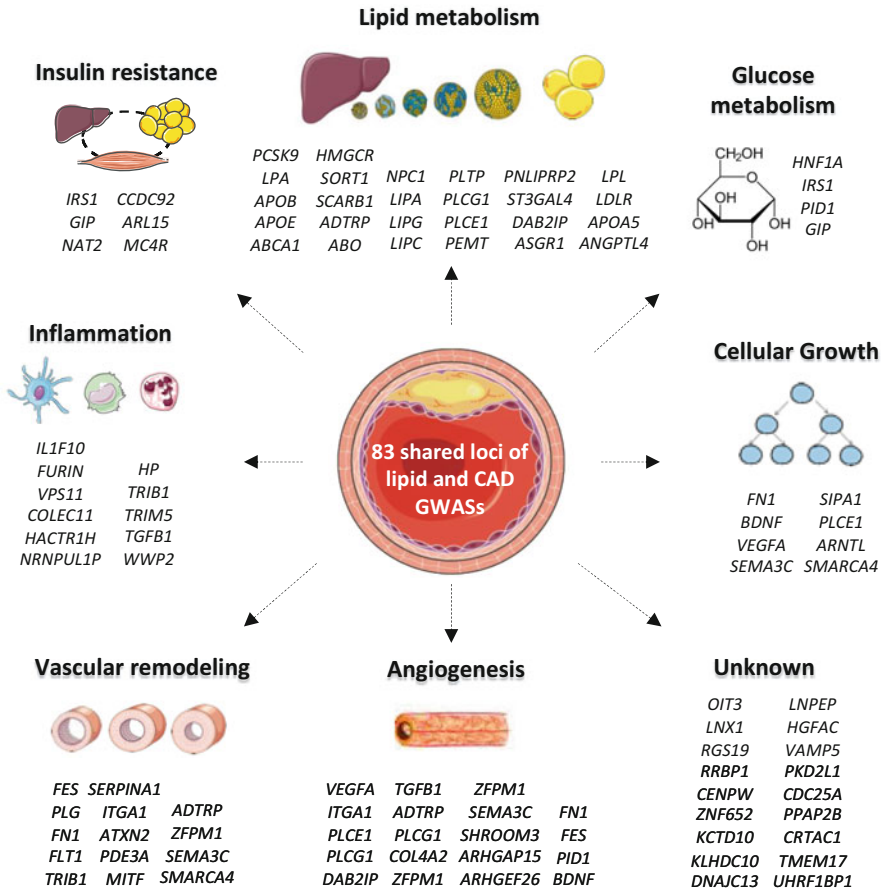 Lipid metabolism
Insulin resistance
Glucose
metabolism
CH₂OH
O
OH
OH
OH
OH
PCSK9 HMGCR
LPA SORT1 NPC1 PLTP PNLIPRP2 LPL
APOB SCARB1 LIPA PLCG1 ST3GAL4 LDLR
APOE ADTRP LIPG PLCE1 DAB2IP APOA5
ABCA1 ABO LIPC PEMT ASGR1 ANGPTL4
IRS1 CCDC92
GIP ARL15
NAT2 MC4R
HNF1A
IRS1
PID1
GIP
Inflammation
IL1F10
FURIN HP
VPS11 TRIB1
COLEC11 TRIM5
HACTR1H TGFB1
NRNPUL1P WWP2
83 shared loci of
lipid and CAD
GWASs
Cellular Growth
FN1 SIPA1
BDNF PLCE1
VEGFA ARNTL
SEMA3C SMARCA4
Vascular remodeling
FES SERPINA1
PLG ITGA1 ADTRP
FN1 ATXN2 ZFPM1
FLT1 PDE3A SEMA3C
TRIB1 MITF SMARCA4
Angiogenesis
VEGFA TGFB1 ZFPM1
ITGA1 ADTRP SEMA3C FN1
PLCE1 PLCG1 SHROOM3 FES
PLCG1 COL4A2 ARHGAP15 PID1
DAB2IP ZFPM1 ARHGEF26 BDNF
Unknown
OIT3 LNPEP
LNX1 HGFAC
RGS19 VAMP5
RRBP1 PKD2L1
CENPW CDC25A
ZNF652 PPAP2B
KCTD10 CRTAC1
KLHDC10 TMEM17
DNAJC13 UHRF1BP1